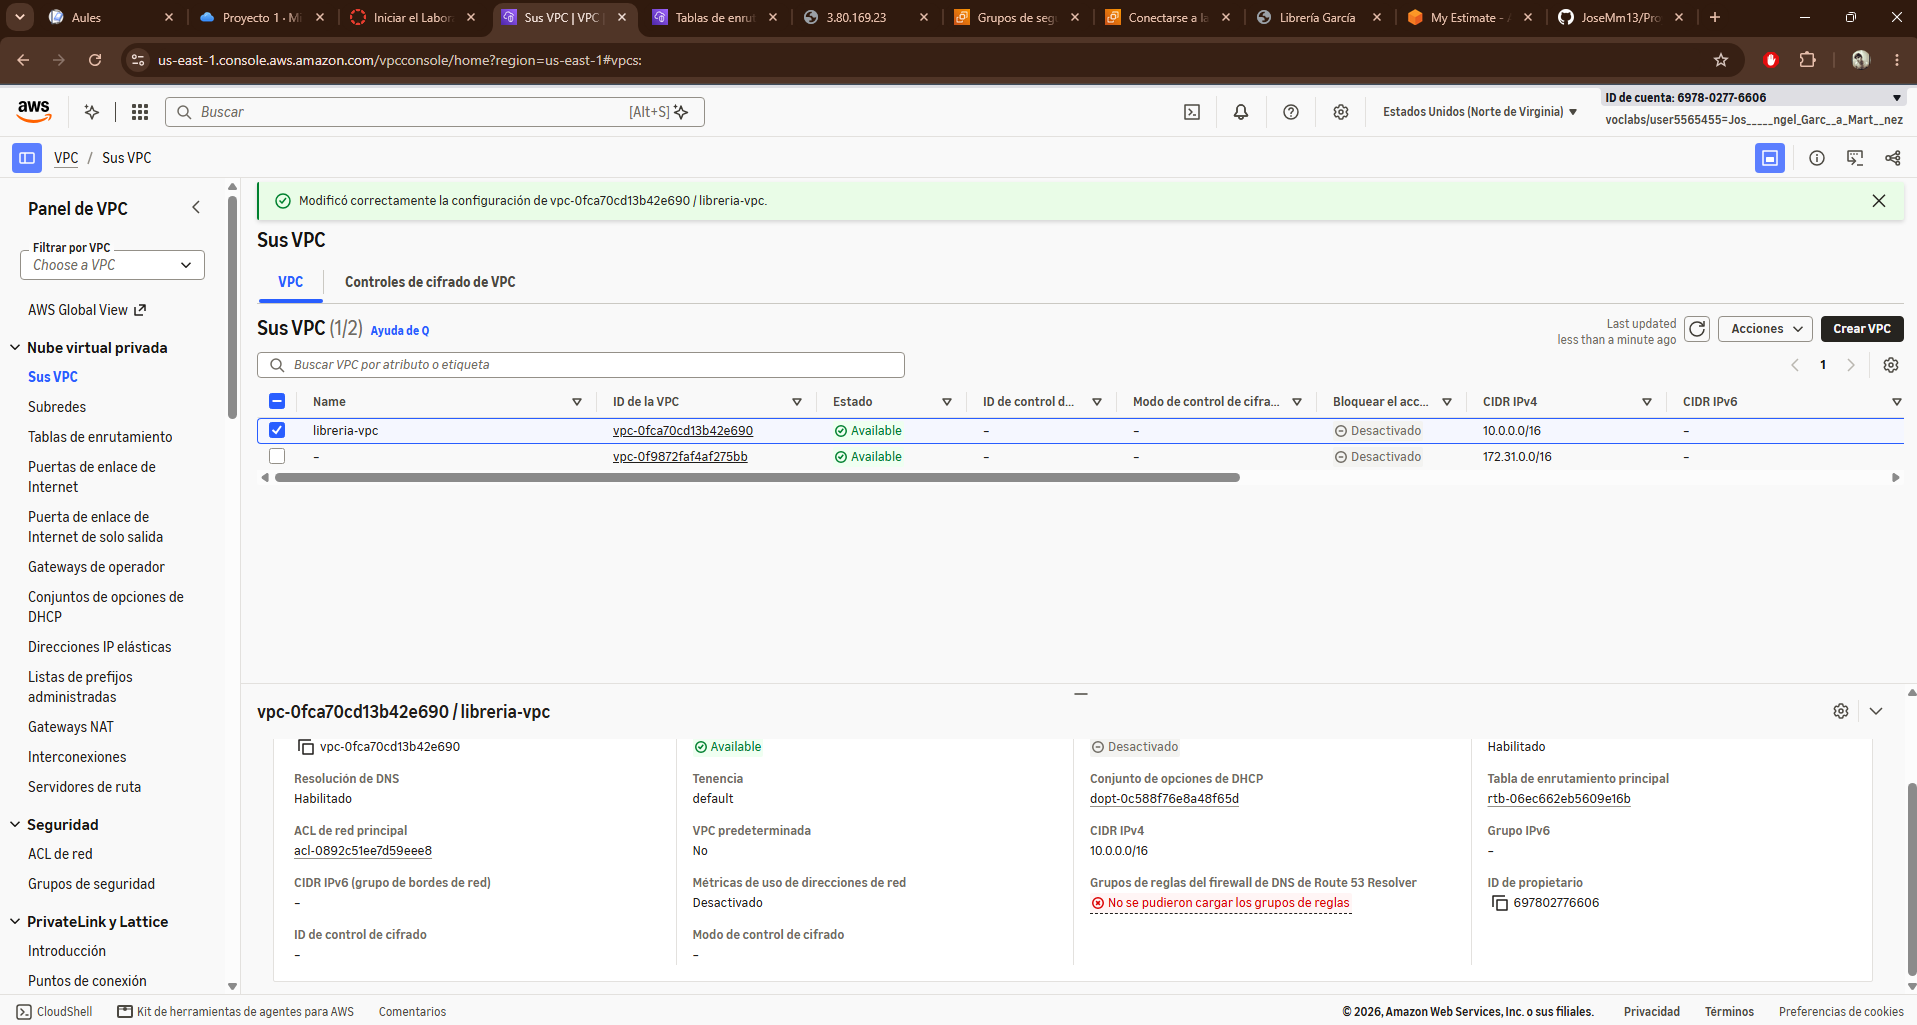 Aules
Proyecto 1 · Mi
Iniciar el Labor
Sus VPC | VPC |
Tablas de enrut
3.80.169.23
Grupos de segu
Conectarse a la
Librería García
My Estimate -
JoseMm13/Pro
us-east-1.console.aws.amazon.com/vpcconsole/home?region=us-east-1#vpcs:
aws
Buscar
[Alt+S]
Estados Unidos (Norte de Virginia)
ID de cuenta: 6978-0277-6606
voclabs/user5565455=Jos_____ngel_Garc__a_Mart__nez
VPC / Sus VPC
Panel de VPC
Filtrar por VPC
Choose a VPC
AWS Global View
Nube virtual privada
Sus VPC
Subredes
Tablas de enrutamiento
Puertas de enlace de
Internet
Puerta de enlace de
Internet de solo salida
Gateways de operador
Conjuntos de opciones de
DHCP
Direcciones IP elásticas
Listas de prefijos
administradas
Gateways NAT
Interconexiones
Servidores de ruta
Seguridad
ACL de red
Grupos de seguridad
PrivateLink y Lattice
Introducción
Puntos de conexión
Modificó correctamente la configuración de vpc-0fca70cd13b42e690 / libreria-vpc.
Sus VPC
VPC
Controles de cifrado de VPC
Sus VPC (1/2) Ayuda de Q
Last updated
less than a minute ago
Acciones
Crear VPC
Buscar VPC por atributo o etiqueta
1
Name ID de la VPC Estado ID de control d... Modo de control de cifra... Bloquear el acc... CIDR IPv4 CIDR IPv6
libreria-vpc vpc-0fca70cd13b42e690 Available – – Desactivado 10.0.0.0/16 –
– vpc-0f9872faf4af275bb Available – – Desactivado 172.31.0.0/16 –
vpc-0fca70cd13b42e690 / libreria-vpc
vpc-0fca70cd13b42e690 Available Desactivado Habilitado
Resolución de DNS Tenencia Conjunto de opciones de DHCP Tabla de enrutamiento principal
Habilitado default dopt-0c588f76e8a48f65d rtb-06ec662eb5609e16b
ACL de red principal VPC predeterminada CIDR IPv4 Grupo IPv6
acl-0892c51ee7d59eee8 No 10.0.0.0/16 –
CIDR IPv6 (grupo de bordes de red) Métricas de uso de direcciones de red Grupos de reglas del firewall de DNS de Route 53 Resolver ID de propietario
– Desactivado No se pudieron cargar los grupos de reglas 697802776606
ID de control de cifrado Modo de control de cifrado
– –
CloudShell Kit de herramientas de agentes para AWS Comentarios © 2026, Amazon Web Services, Inc. o sus filiales. Privacidad Términos Preferencias de cookies